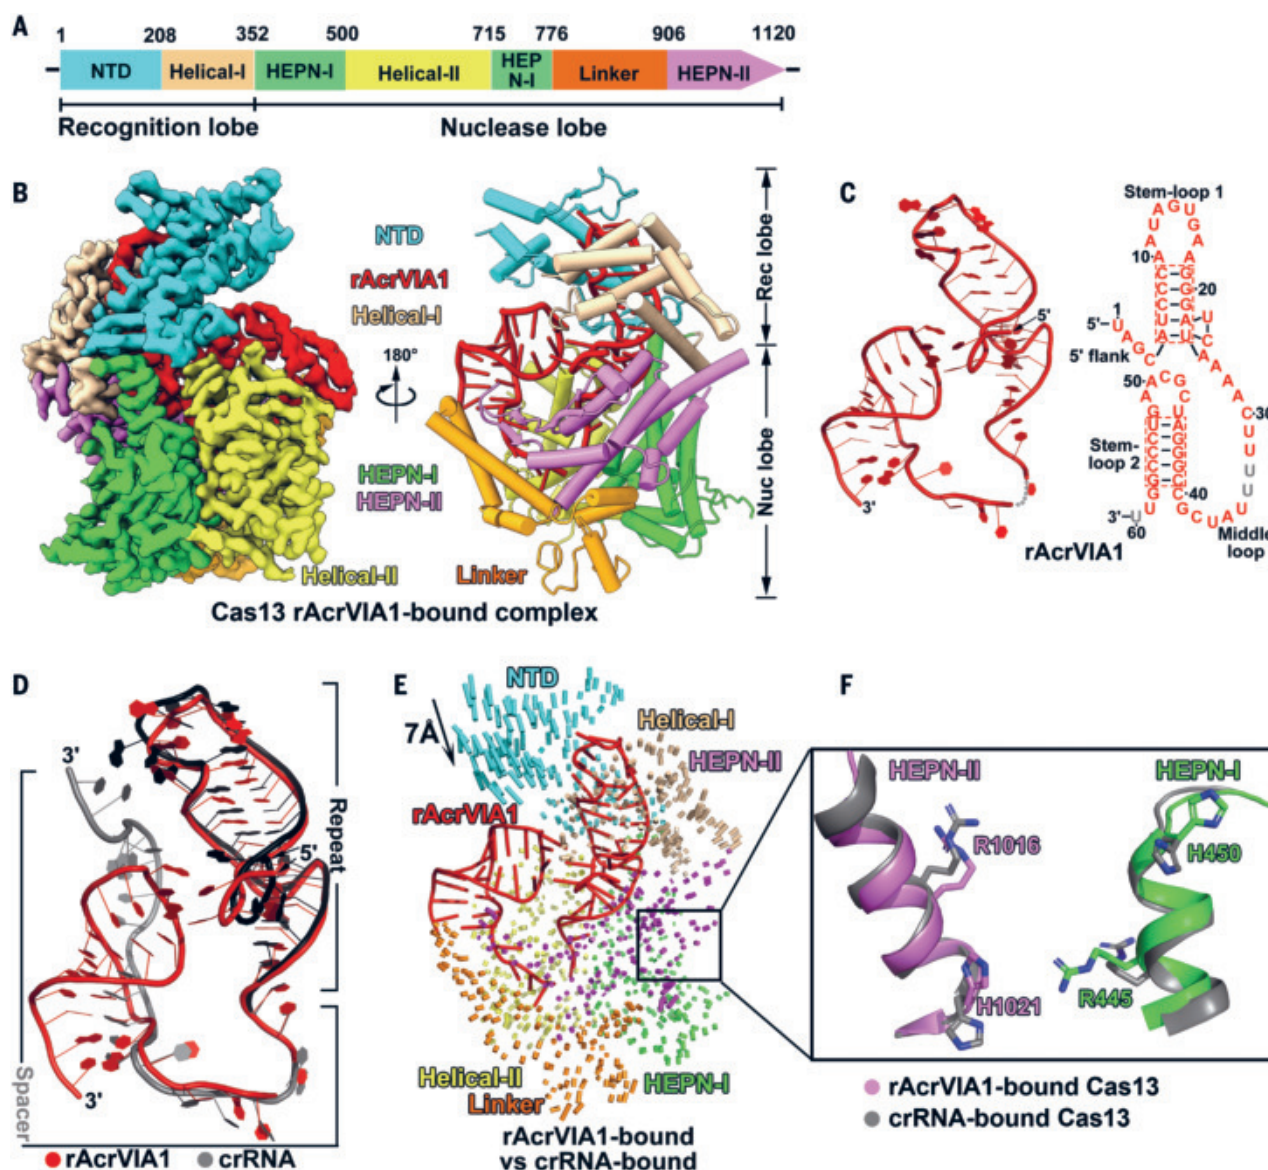 A
1 208 352 500 715 776 906 1120
NTD Helical-I HEPN-I Helical-II HEP Linker HEPN-II
N-I
Recognition lobe Nuclease lobe
B
NTD
rAcrVIA1
Helical-I
180°
HEPN-I
HEPN-II
Helical-II
Linker
Rec lobe
Nuc lobe
Cas13 rAcrVIA1-bound complex
C
5'
3'
rAcrVIA1
Stem-loop 1
10
20
1
5'
5' flank
30
50
Stem-
loop 2
40
3'
60
Middle
loop
D
3'
5'
Repeat
Spacer
3'
rAcrVIA1 crRNA
E
NTD
7Å
Helical-I
HEPN-II
rAcrVIA1
Helical-II
Linker
HEPN-I
rAcrVIA1-bound
vs crRNA-bound
F
HEPN-II HEPN-I
R1016
H450
R445
H1021
rAcrVIA1-bound Cas13
crRNA-bound Cas13